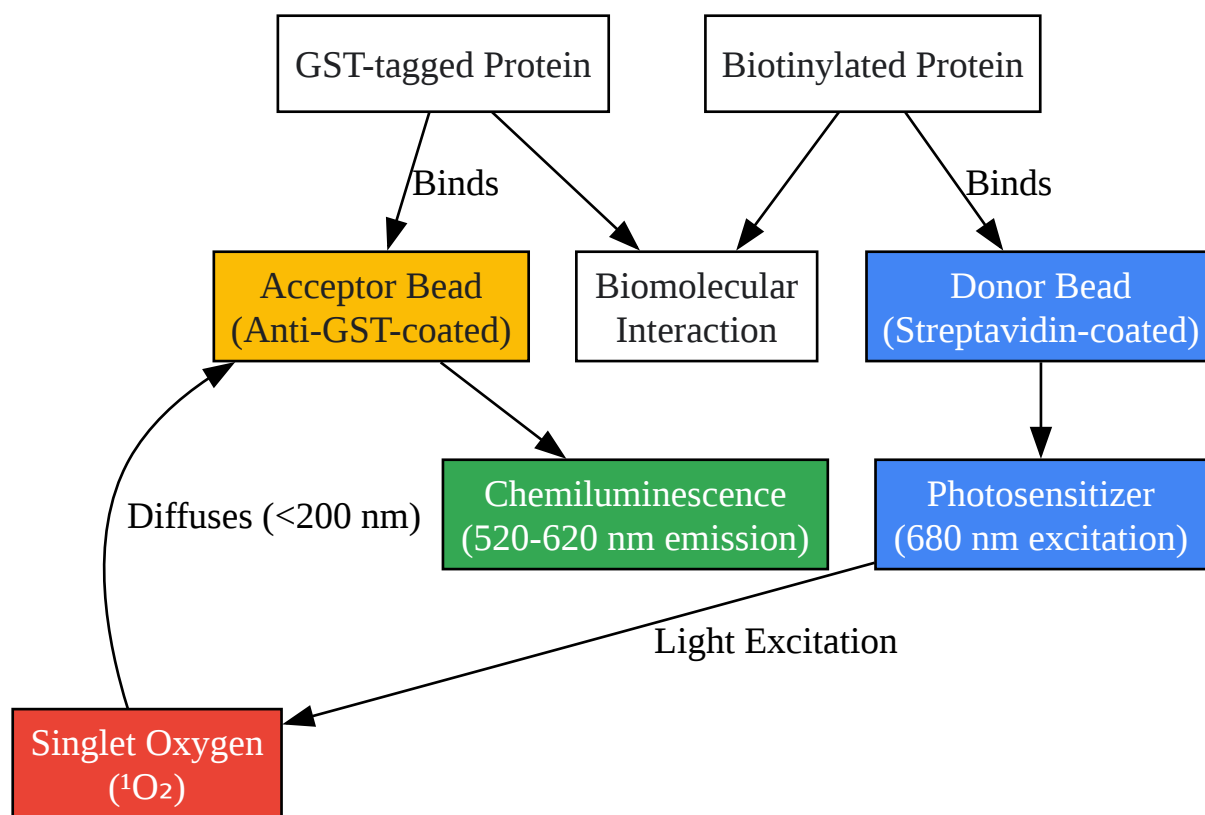 GST-tagged Protein
Biotinylated Protein
Binds
Binds
Acceptor Bead
(Anti-GST-coated)
Biomolecular
Interaction
Donor Bead
(Streptavidin-coated)
Diffuses (<200 nm)
Chemiluminescence
(520-620 nm emission)
Photosensitizer
(680 nm excitation)
Light Excitation
Singlet Oxygen
(¹O₂)